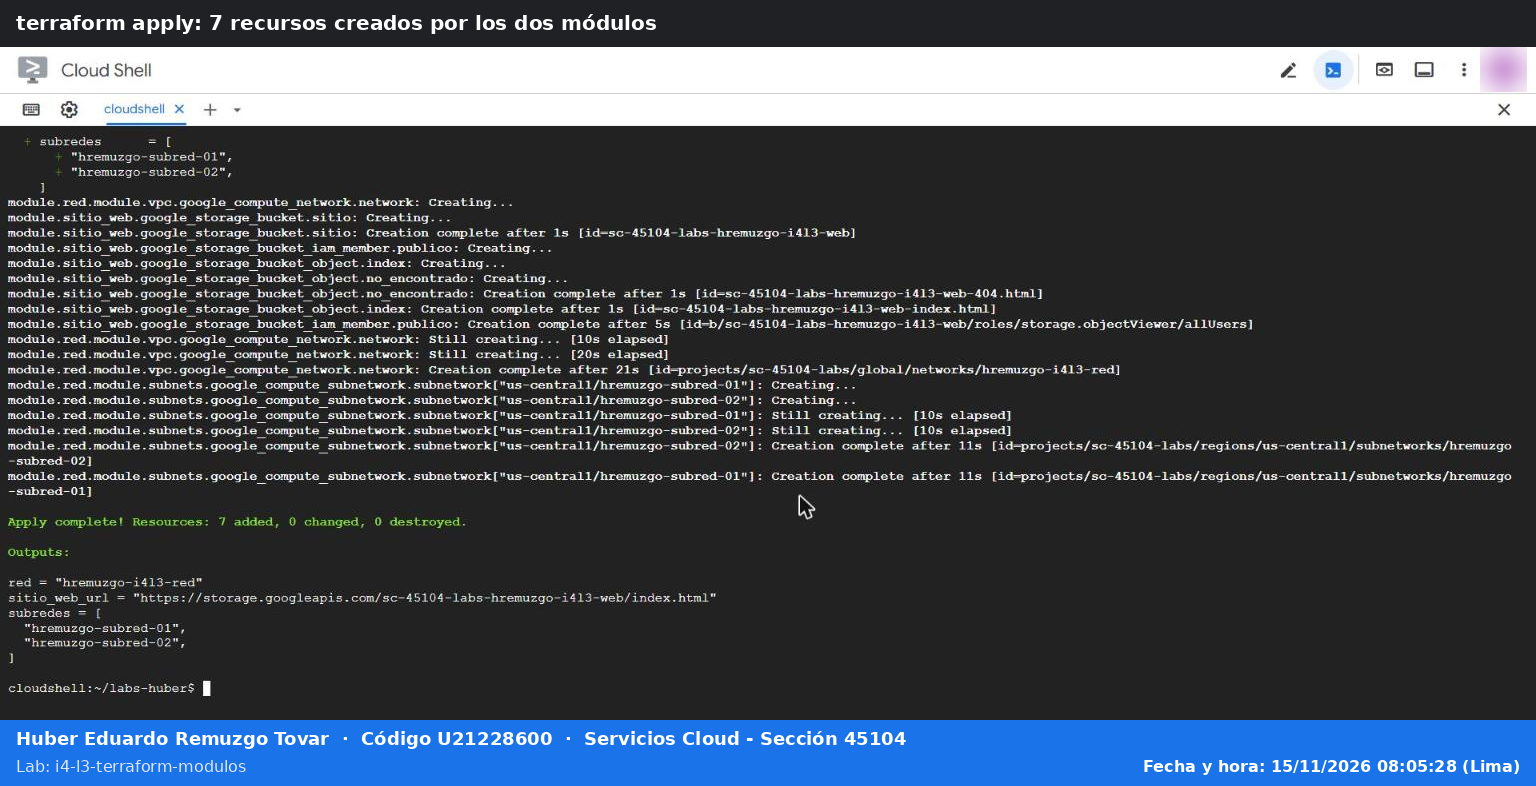 terraform apply: 7 recursos creados por los dos módulos
Cloud Shell
cloudshell
+ subredes      = [
+ "hremuzgo-subred-01",
+ "hremuzgo-subred-02",
]
module.red.module.vpc.google_compute_network.network: Creating...
module.sitio_web.google_storage_bucket.sitio: Creating...
module.sitio_web.google_storage_bucket.sitio: Creation complete after 1s [id=sc-45104-labs-hremuzgo-i4l3-web]
module.sitio_web.google_storage_bucket_iam_member.publico: Creating...
module.sitio_web.google_storage_bucket_object.index: Creating...
module.sitio_web.google_storage_bucket_object.no_encontrado: Creating...
module.sitio_web.google_storage_bucket_object.no_encontrado: Creation complete after 1s [id=sc-45104-labs-hremuzgo-i4l3-web-404.html]
module.sitio_web.google_storage_bucket_object.index: Creation complete after 1s [id=sc-45104-labs-hremuzgo-i4l3-web-index.html]
module.sitio_web.google_storage_bucket_iam_member.publico: Creation complete after 5s [id=b/sc-45104-labs-hremuzgo-i4l3-web/roles/storage.objectViewer/allUsers]
module.red.module.vpc.google_compute_network.network: Still creating... [10s elapsed]
module.red.module.vpc.google_compute_network.network: Still creating... [20s elapsed]
module.red.module.vpc.google_compute_network.network: Creation complete after 21s [id=projects/sc-45104-labs/global/networks/hremuzgo-i4l3-red]
module.red.module.subnets.google_compute_subnetwork.subnetwork["us-central1/hremuzgo-subred-01"]: Creating...
module.red.module.subnets.google_compute_subnetwork.subnetwork["us-central1/hremuzgo-subred-02"]: Creating...
module.red.module.subnets.google_compute_subnetwork.subnetwork["us-central1/hremuzgo-subred-01"]: Still creating... [10s elapsed]
module.red.module.subnets.google_compute_subnetwork.subnetwork["us-central1/hremuzgo-subred-02"]: Still creating... [10s elapsed]
module.red.module.subnets.google_compute_subnetwork.subnetwork["us-central1/hremuzgo-subred-02"]: Creation complete after 11s [id=projects/sc-45104-labs/regions/us-central1/subnetworks/hremuzgo
-subred-02]
module.red.module.subnets.google_compute_subnetwork.subnetwork["us-central1/hremuzgo-subred-01"]: Creation complete after 11s [id=projects/sc-45104-labs/regions/us-central1/subnetworks/hremuzgo
-subred-01]
Apply complete! Resources: 7 added, 0 changed, 0 destroyed.
Outputs:
red = "hremuzgo-i4l3-red"
sitio_web_url = "https://storage.googleapis.com/sc-45104-labs-hremuzgo-i4l3-web/index.html"
subredes = [
"hremuzgo-subred-01",
"hremuzgo-subred-02",
]
cloudshell:~/labs-huber$
Huber Eduardo Remuzgo Tovar · Código U21228600 · Servicios Cloud - Sección 45104
Lab: i4-l3-terraform-modulos
Fecha y hora: 15/11/2026 08:05:28 (Lima)